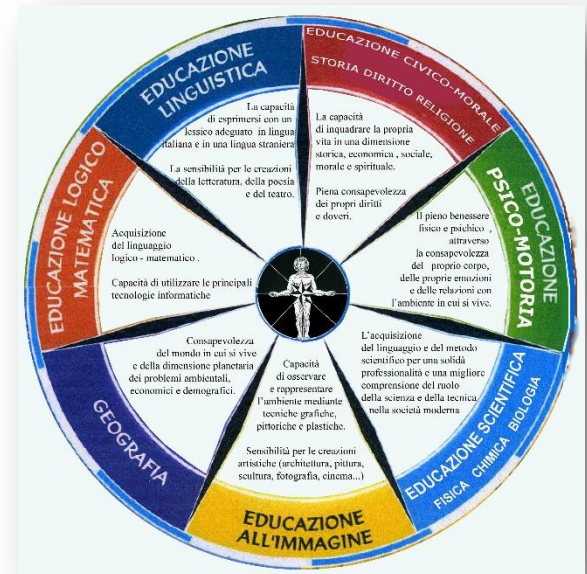 EDUCAZIONE
LINGUISTICA
La capacità
di esprimersi con un
lessico adeguato in lingua
italiana e in una lingua straniera
La sensibilità per le creazioni
della letteratura, della poesia
e del teatro.
EDUCAZIONE CIVICO-MORALE
STORIA DIRITTO RELIGIONE
La capacità
di inquadrare la propria
vita in una dimensione
storica, economica , sociale,
morale e spirituale.
Piena consapevolezza
dei propri diritti
e doveri.
EDUCAZIONE
PSICO-MOTORIA
Il pieno benessere
fisico e psichico ,
attraverso
la consapevolezza
del proprio corpo,
delle proprie emozioni
e delle relazioni con
l'ambiente in cui si vive.
EDUCAZIONE SCIENTIFICA
FISICA CHIMICA BIOLOGIA
L'acquisizione
del linguaggio e del metodo
scientifico per una solidà
professionalità e una migliore
comprensione del ruolo
della scienza e della tecnica
nella società moderna
EDUCAZIONE
ALL'IMMAGINE
Capacità
di osservare
e rappresentare
l'ambiente mediante
tecniche grafiche,
pittoriche e plastiche.
Sensibilità per le creazioni
artistiche (architettura, pittura,
scultura, fotografia, cinema...)
GEOGRAFIA
Consapevolezza
del mondo in cui si vive
e della dimensione planetaria
dei problemi ambientali,
economici e demografici.
EDUCAZIONE LOGICO
MATEMATICA
Acquisizione
del linguaggio
logico - matematico .
Capacità di utilizzare le principali
tecnologie informatiche